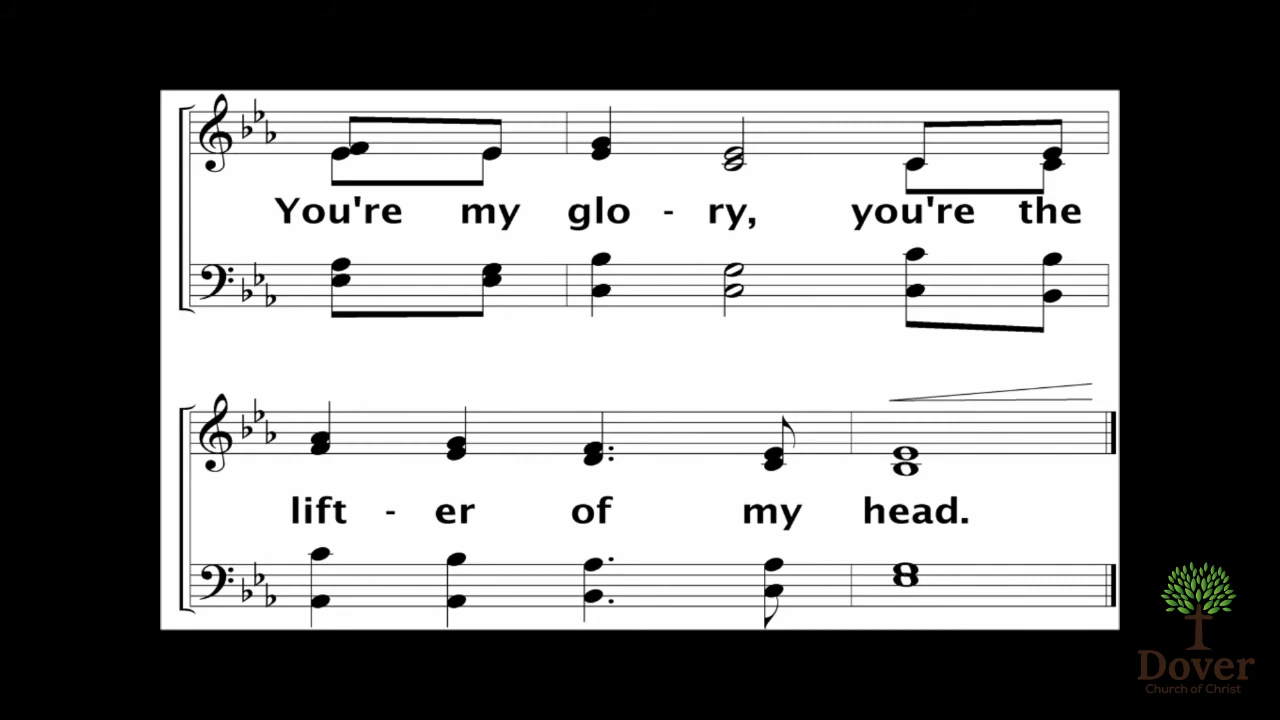 You're my glo - ry, you're the
lift - er of my head.
Dover
Church of Christ